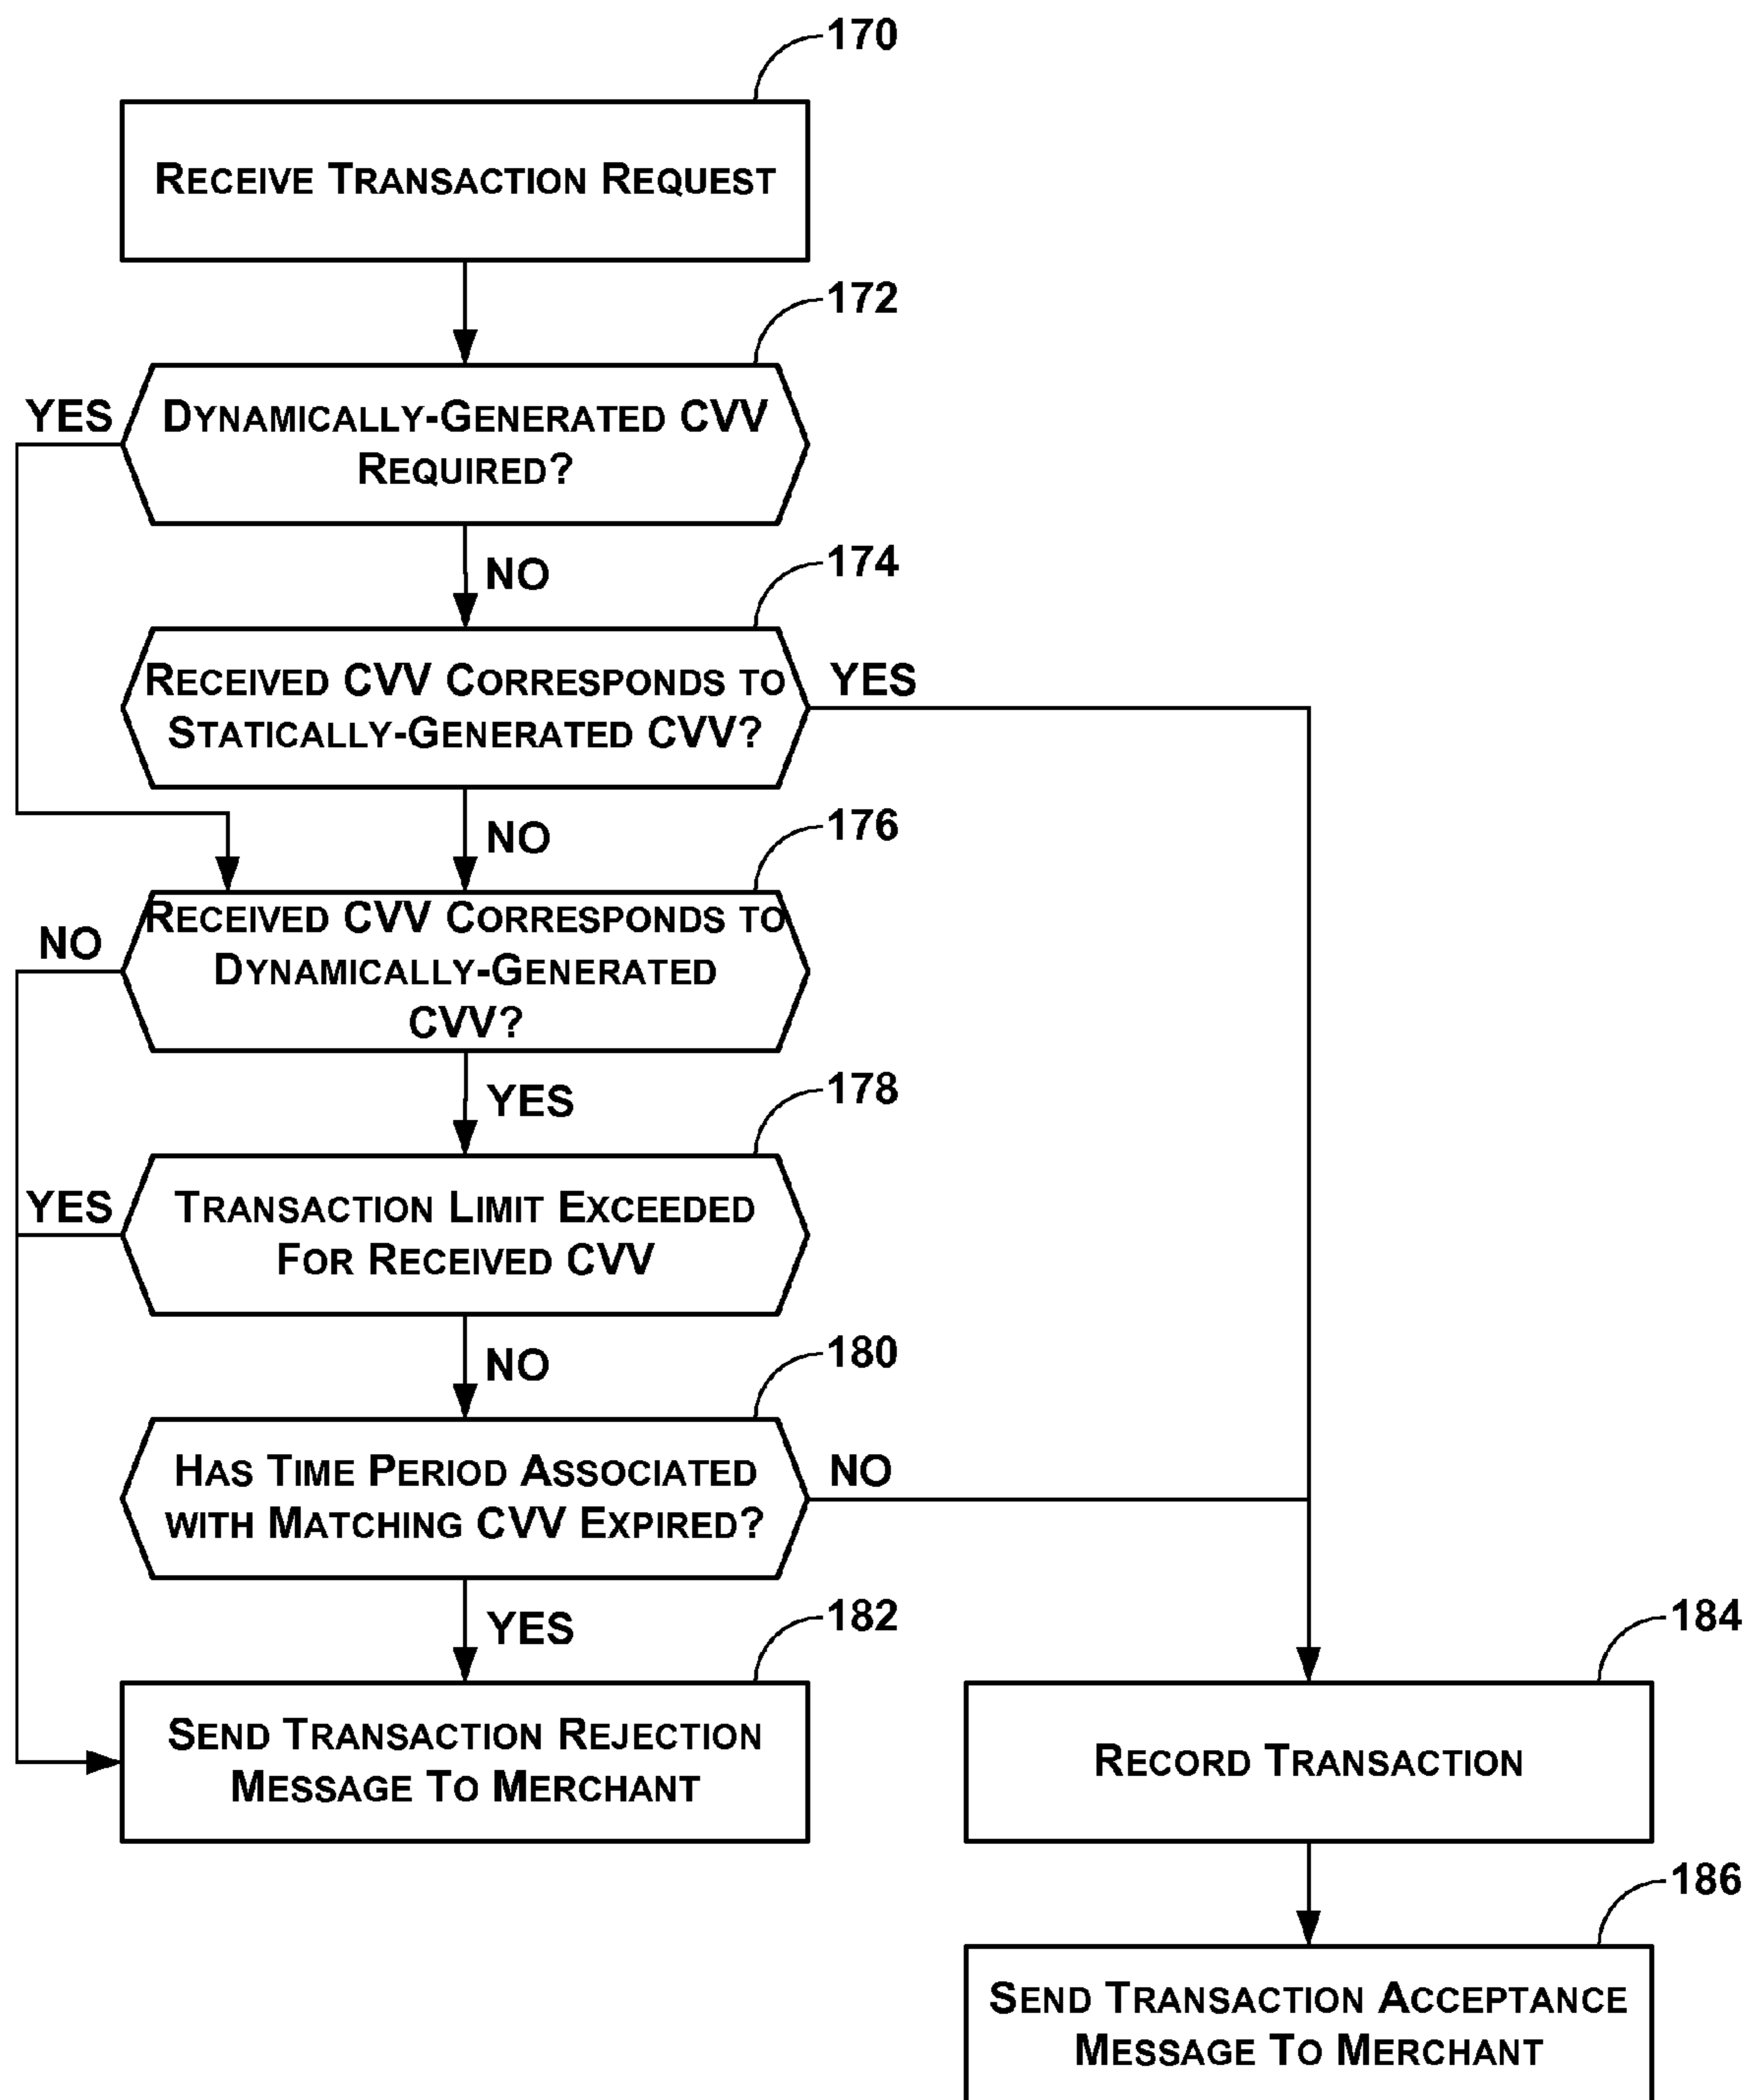 170
RECEIVE TRANSACTION REQUEST
172
YES
DYNAMICALLY-GENERATED CVV
REQUIRED?
NO
174
RECEIVED CVV CORRESPONDS TO
STATICALLY-GENERATED CVV?
YES
NO
176
NO
RECEIVED CVV CORRESPONDS TO
DYNAMICALLY-GENERATED
CVV?
YES
178
YES
TRANSACTION LIMIT EXCEEDED
FOR RECEIVED CVV
NO
180
HAS TIME PERIOD ASSOCIATED
WITH MATCHING CVV EXPIRED?
NO
YES
182
SEND TRANSACTION REJECTION
MESSAGE TO MERCHANT
184
RECORD TRANSACTION
186
SEND TRANSACTION ACCEPTANCE
MESSAGE TO MERCHANT